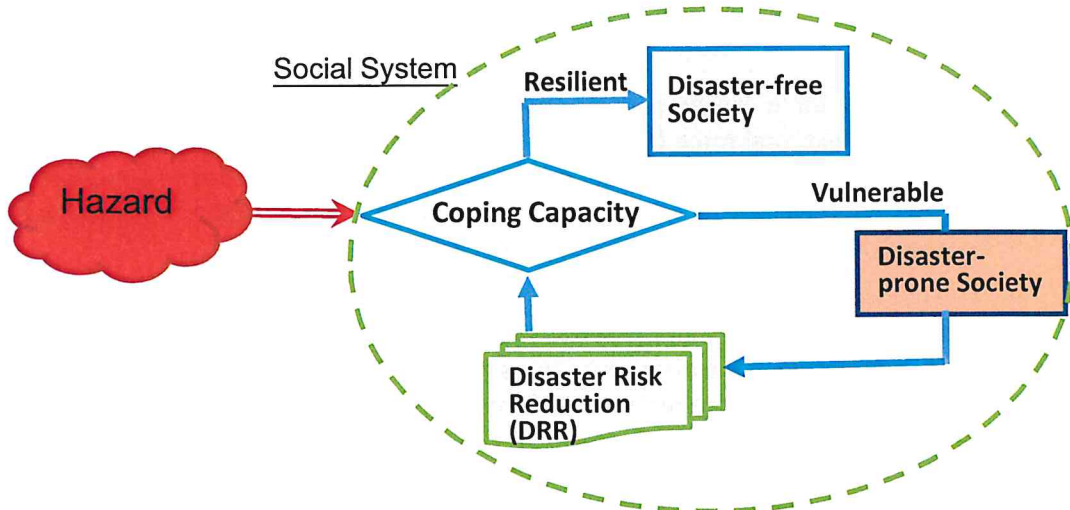 Social System
Resilient
Disaster-free
Society
Hazard
Coping Capacity
Vulnerable
Disaster-
prone Society
Disaster Risk
Reduction
(DRR)